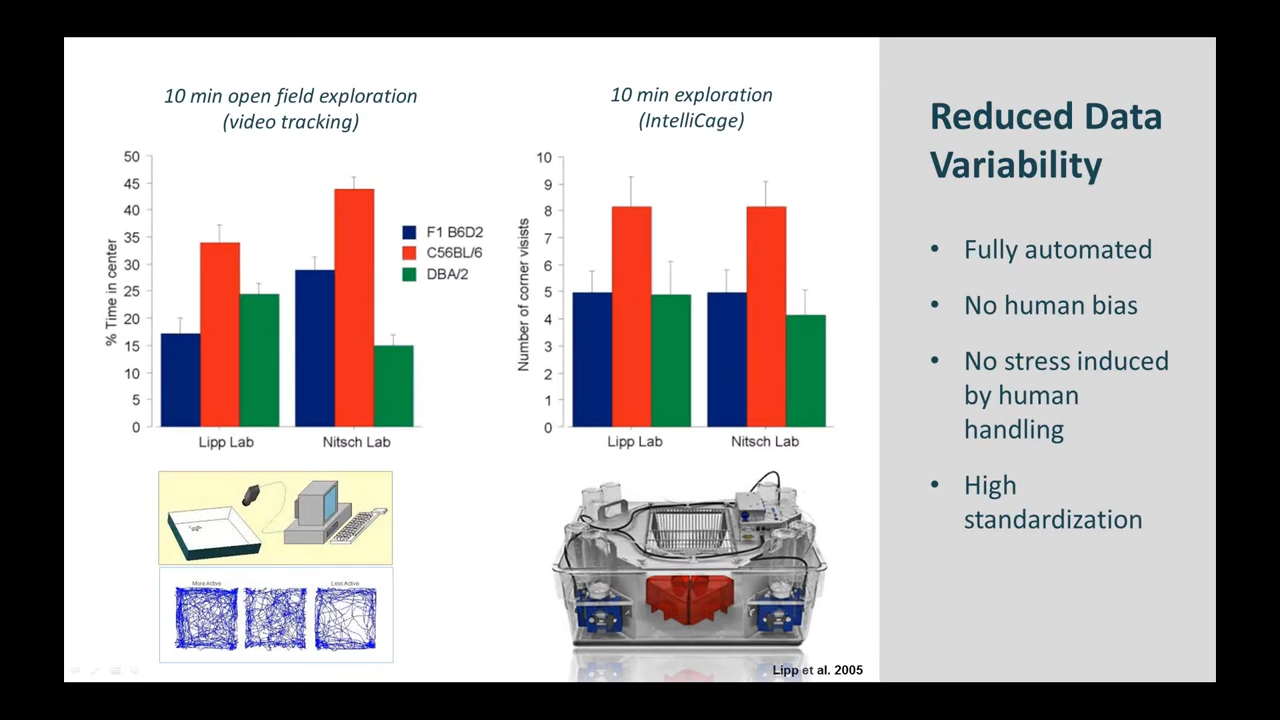 10 min open field exploration
(video tracking)
50
45
40
35
30
25
20
15
10
5
0
% Time in center
Lipp Lab
Nitsch Lab
F1 B6D2
C56BL/6
DBA/2
10 min exploration
(IntelliCage)
10
9
8
7
6
5
4
3
2
1
0
Number of corner visists
Lipp Lab
Nitsch Lab
More Active
Less Active
Lipp et al. 2005
Reduced Data
Variability
• Fully automated
• No human bias
• No stress induced
by human
handling
• High
standardization